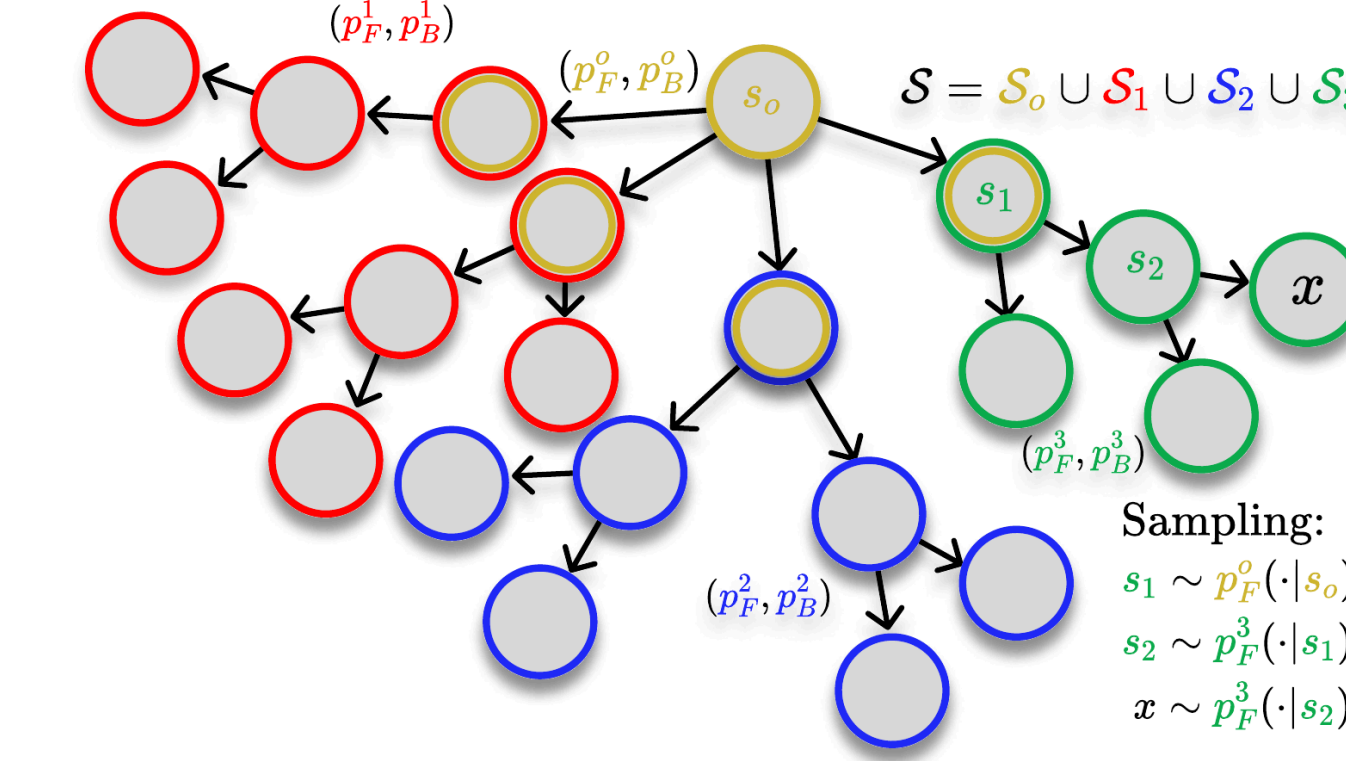 (p_F^1, p_B^1)
(p_F^o, p_B^o)
s_o
𝒮 = 𝒮_o ∪ 𝒮_1 ∪ 𝒮_2 ∪ 𝒮
s_1
s_2
x
(p_F^3, p_B^3)
Sampling:
s_1 ∼ p_F^o(·|s_o)
s_2 ∼ p_F^3(·|s_1)
x ∼ p_F^3(·|s_2)
(p_F^2, p_B^2)